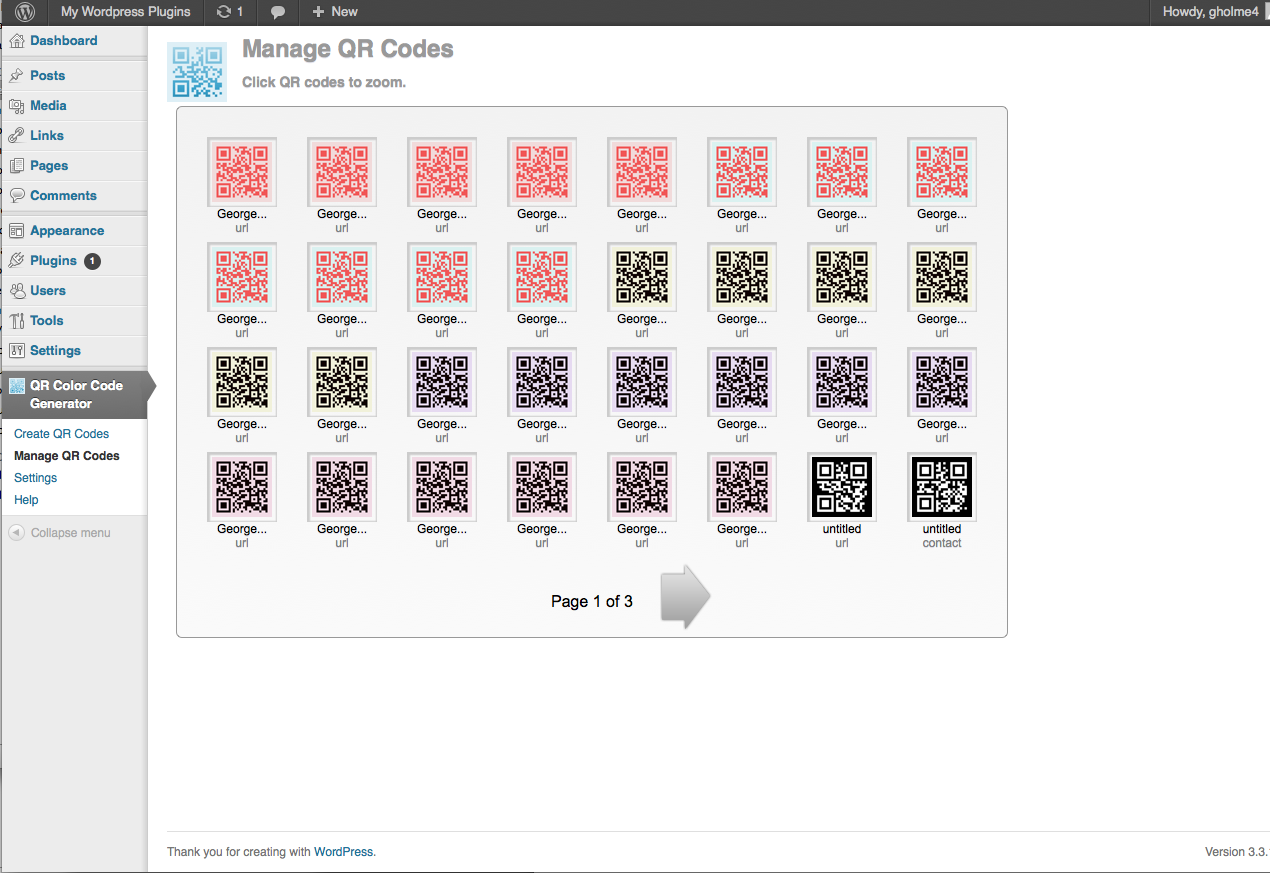 My Wordpress Plugins 1 New Howdy, gholme4
Dashboard
Posts
Media
Links
Pages
Comments
Appearance
Plugins 1
Users
Tools
Settings
QR Color Code
Generator
Create QR Codes
Manage QR Codes
Settings
Help
Collapse menu
Manage QR Codes
Click QR codes to zoom.
George... George... George... George... George... George... George... George...
url url url url url url url url
George... George... George... George... George... George... George... George...
url url url url url url url url
George... George... George... George... George... George... George... George...
url url url url url url url url
George... George... George... George... George... George... untitled untitled
url url url url url url url contact
Page 1 of 3
Thank you for creating with WordPress. Version 3.3.